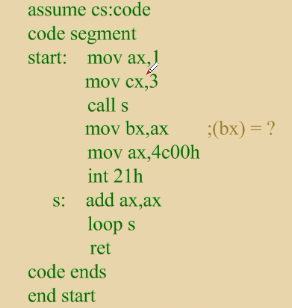 assume cs:code
code segment
start: mov ax,1
mov cx,3
call s
mov bx,ax ;(bx) = ?
mov ax,4c00h
int 21h
s: add ax,ax
loop s
ret
code ends
end start